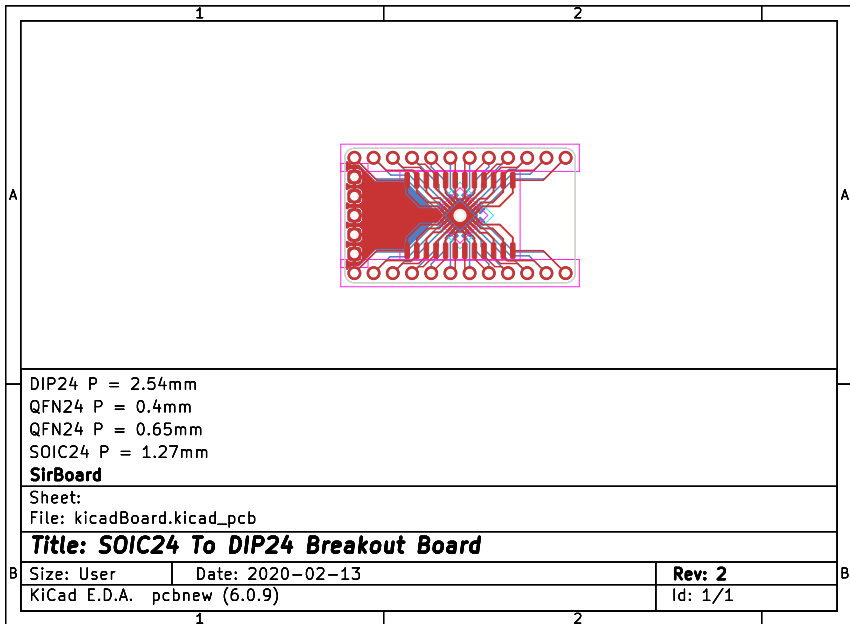 1 2
A A
DIP24 P = 2.54mm
QFN24 P = 0.4mm
QFN24 P = 0.65mm
SOIC24 P = 1.27mm
SirBoard
Sheet:
File: kicadBoard.kicad_pcb
Title: SOIC24 To DIP24 Breakout Board
B Size: User Date: 2020-02-13 Rev: 2 B
KiCad E.D.A. pcbnew (6.0.9) Id: 1/1
1 2